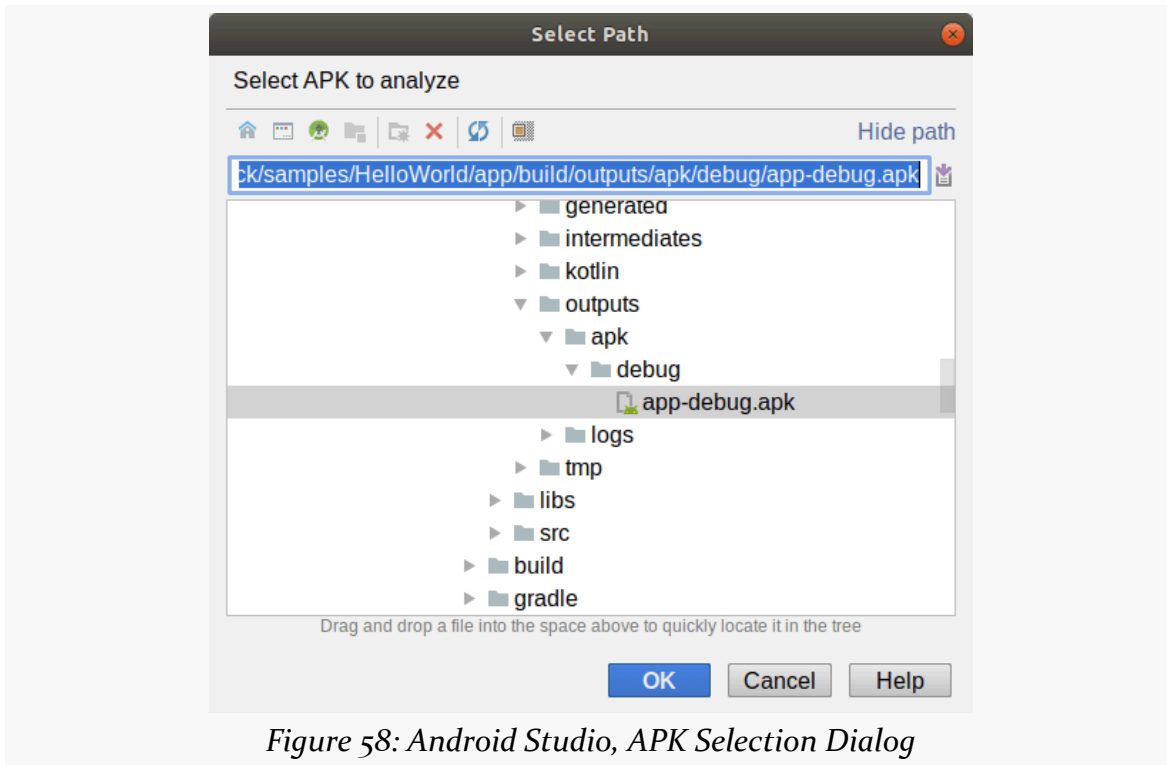 Select Path
Select APK to analyze
Hide path
ck/samples/HelloWorld/app/build/outputs/apk/debug/app-debug.apk
generated
intermediates
kotlin
outputs
apk
debug
app-debug.apk
logs
tmp
libs
src
build
gradle
Drag and drop a file into the space above to quickly locate it in the tree
OK Cancel Help
Figure 58: Android Studio, APK Selection Dialog